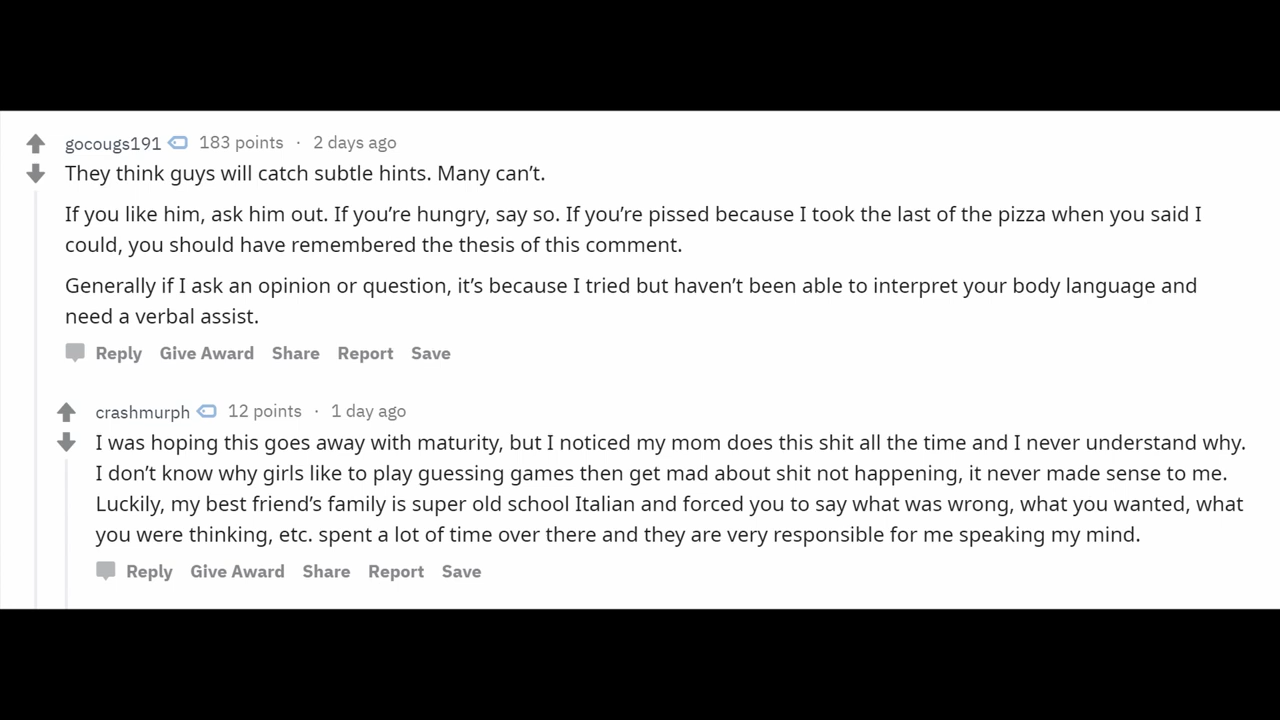 gocougs191 183 points · 2 days ago
They think guys will catch subtle hints. Many can’t.
If you like him, ask him out. If you’re hungry, say so. If you’re pissed because I took the last of the pizza when you said I
could, you should have remembered the thesis of this comment.
Generally if I ask an opinion or question, it’s because I tried but haven’t been able to interpret your body language and
need a verbal assist.
Reply Give Award Share Report Save
crashmurph 12 points · 1 day ago
I was hoping this goes away with maturity, but I noticed my mom does this shit all the time and I never understand why.
I don’t know why girls like to play guessing games then get mad about shit not happening, it never made sense to me.
Luckily, my best friend’s family is super old school Italian and forced you to say what was wrong, what you wanted, what
you were thinking, etc. spent a lot of time over there and they are very responsible for me speaking my mind.
Reply Give Award Share Report Save